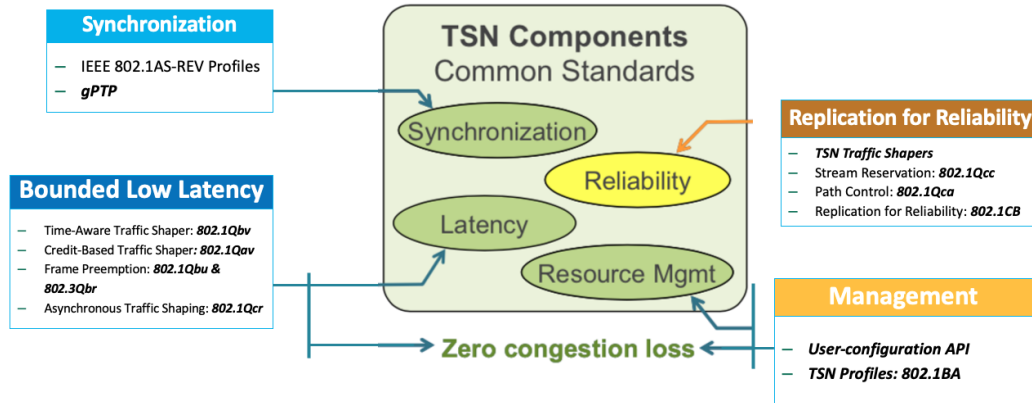 Synchronization
– IEEE 802.1AS-REV Profiles
– gPTP
TSN Components
Common Standards
Synchronization
Reliability
Latency
Resource Mgmt
Replication for Reliability
– TSN Traffic Shapers
– Stream Reservation: 802.1Qcc
– Path Control: 802.1Qca
– Replication for Reliability: 802.1CB
Bounded Low Latency
– Time-Aware Traffic Shaper: 802.1Qbv
– Credit-Based Traffic Shaper: 802.1Qav
– Frame Preemption: 802.1Qbu &
802.3Qbr
– Asynchronous Traffic Shaping: 802.1Qcr
Management
– User-configuration API
– TSN Profiles: 802.1BA
Zero congestion loss